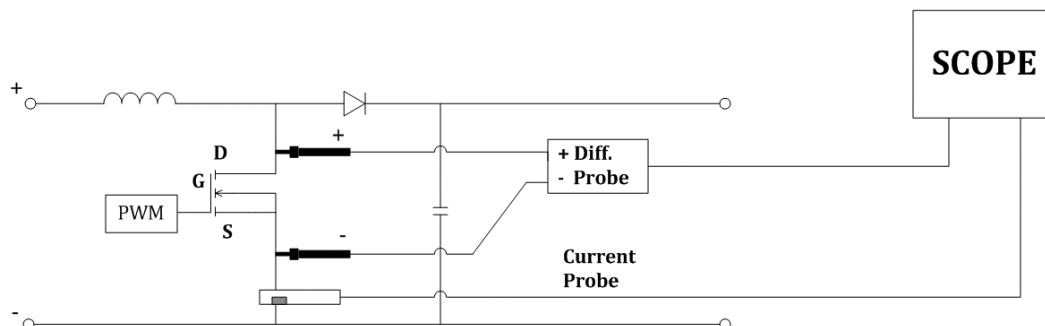 SCOPE
+
+
D
+ Diff.
- Probe
G
PWM
S
-
Current
Probe
-